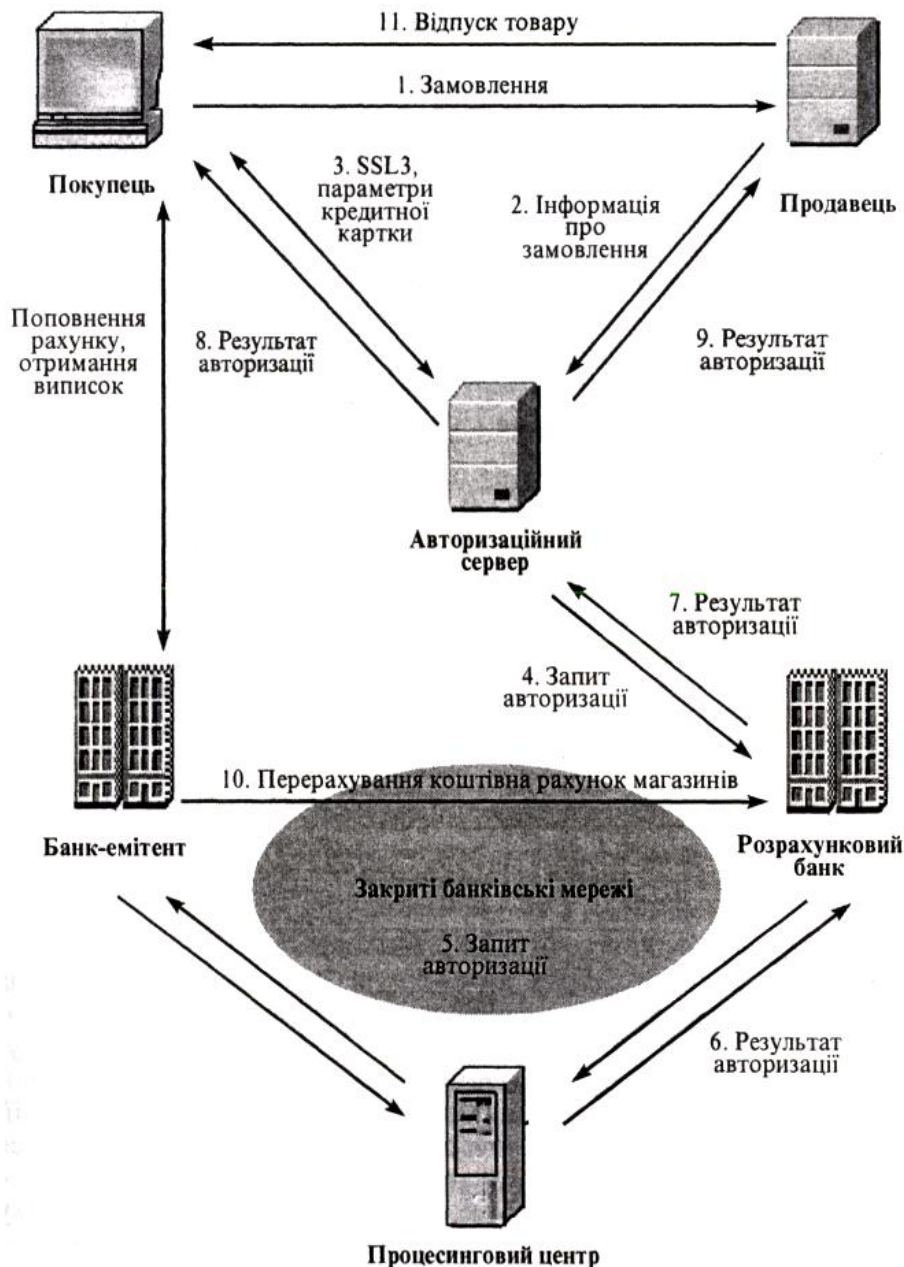 11. Відпуск товару
1. Замовлення
Покупець
3. SSL3,
параметри
кредитної
картки
2. Інформація
про
замовлення
Продавець
Поповнення
рахунку,
отримання
виписок
8. Результат
авторизації
9. Результат
авторизації
Авторизаційний
сервер
7. Результат
авторизації
4. Запит
авторизації
10. Перерахування коштівна рахунок магазинів
Банк-емітент
Розрахунковий
банк
Закриті банківські мережі
5. Запит
авторизації
6. Результат
авторизації
Процесинговий центр